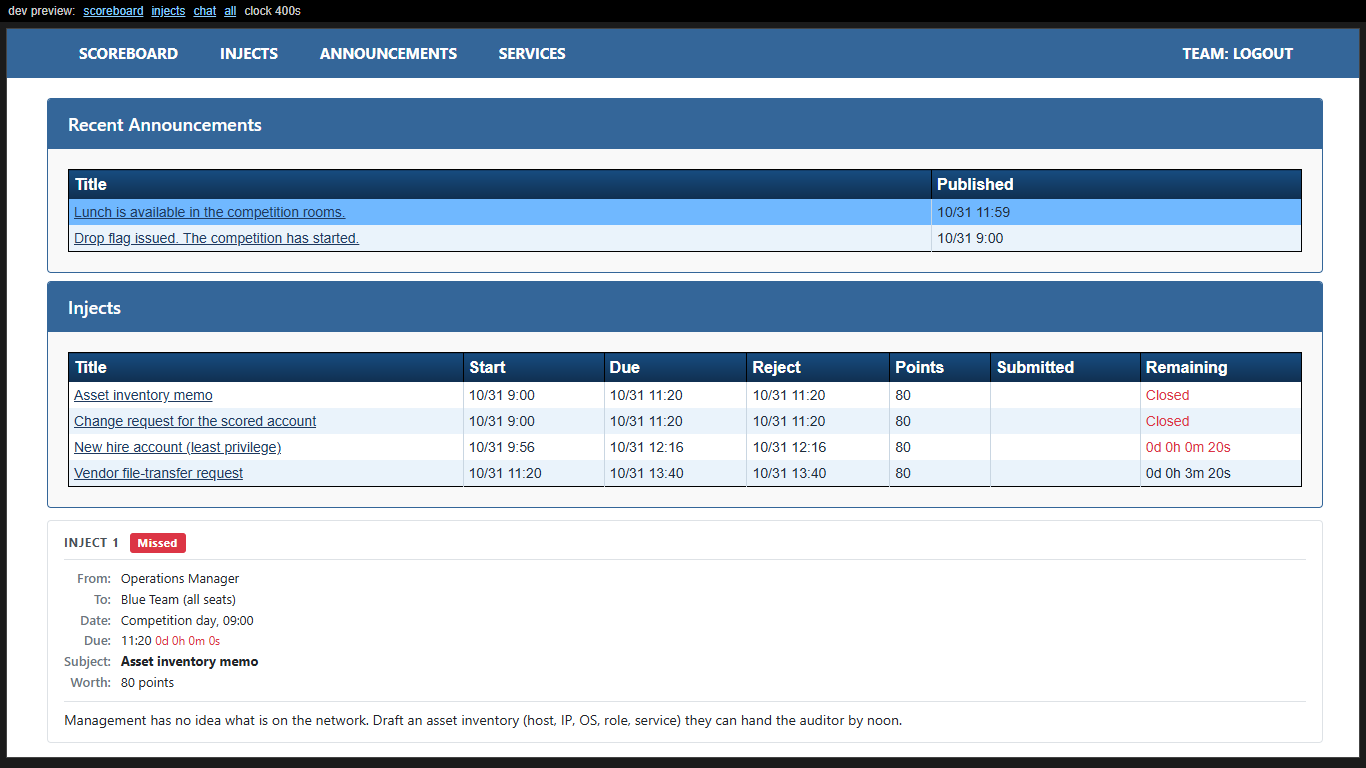 dev preview: scoreboard injects chat all clock 400s
SCOREBOARD INJECTS ANNOUNCEMENTS SERVICES TEAM: LOGOUT
Recent Announcements
Title Published
Lunch is available in the competition rooms. 10/31 11:59
Drop flag issued. The competition has started. 10/31 9:00
Injects
Title Start Due Reject Points Submitted Remaining
Asset inventory memo 10/31 9:00 10/31 11:20 10/31 11:20 80 Closed
Change request for the scored account 10/31 9:00 10/31 11:20 10/31 11:20 80 Closed
New hire account (least privilege) 10/31 9:56 10/31 12:16 10/31 12:16 80 0d 0h 0m 20s
Vendor file-transfer request 10/31 11:20 10/31 13:40 10/31 13:40 80 0d 0h 3m 20s
INJECT 1 Missed
From: Operations Manager
To: Blue Team (all seats)
Date: Competition day, 09:00
Due: 11:20 0d 0h 0m 0s
Subject: Asset inventory memo
Worth: 80 points
Management has no idea what is on the network. Draft an asset inventory (host, IP, OS, role, service) they can hand the auditor by noon.